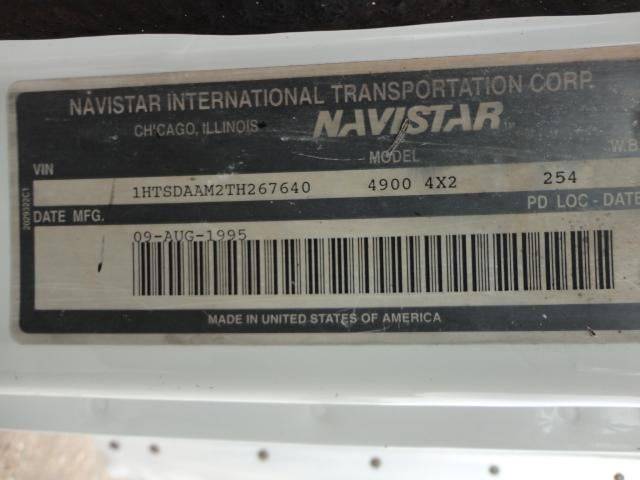 NAVISTAR INTERNATIONAL TRANSPORTATION CORP.
CHICAGO, ILLINOIS NAVISTAR
VIN MODEL W.B
1HTSDAAM2TH267640 4900 4X2 254
DATE MFG. PD LOC - DATE
09-AUG-1995
MADE IN UNITED STATES OF AMERICA
2029322C1